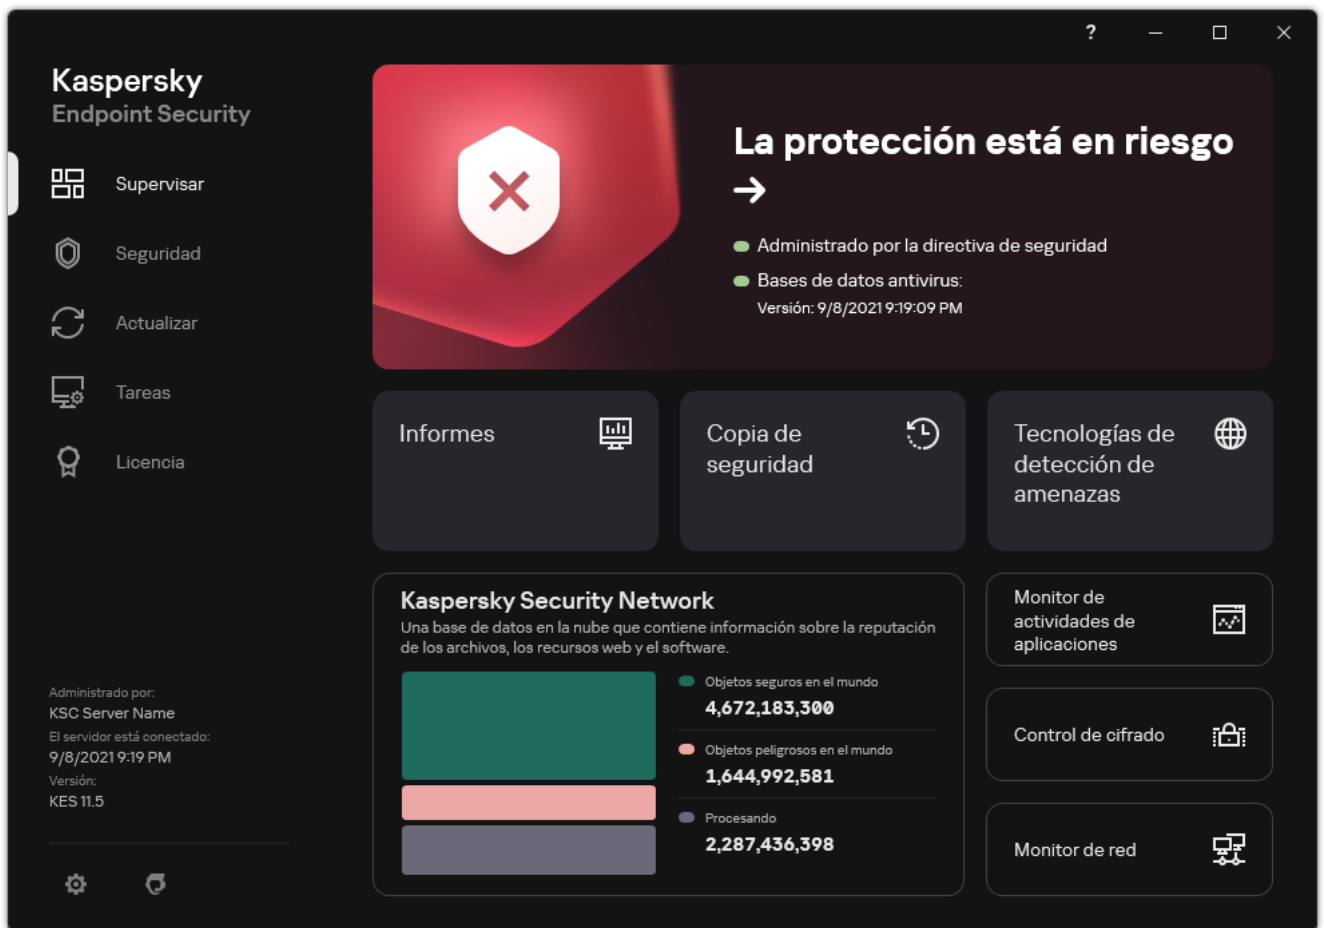 ?
Kaspersky
Endpoint Security
Supervisar
Seguridad
Actualizar
Tareas
Licencia
Administrado por:
KSC Server Name
El servidor está conectado:
9/8/2021 9:19 PM
Versión:
KES 11.5
La protección está en riesgo
→
Administrado por la directiva de seguridad
Bases de datos antivirus:
Versión: 9/8/2021 9:19:09 PM
Informes
Copia de
seguridad
Tecnologías de
detección de
amenazas
Kaspersky Security Network
Una base de datos en la nube que contiene información sobre la reputación
de los archivos, los recursos web y el software.
Objetos seguros en el mundo
4,672,183,300
Objetos peligrosos en el mundo
1,644,992,581
Procesando
2,287,436,398
Monitor de
actividades de
aplicaciones
Control de cifrado
Monitor de red